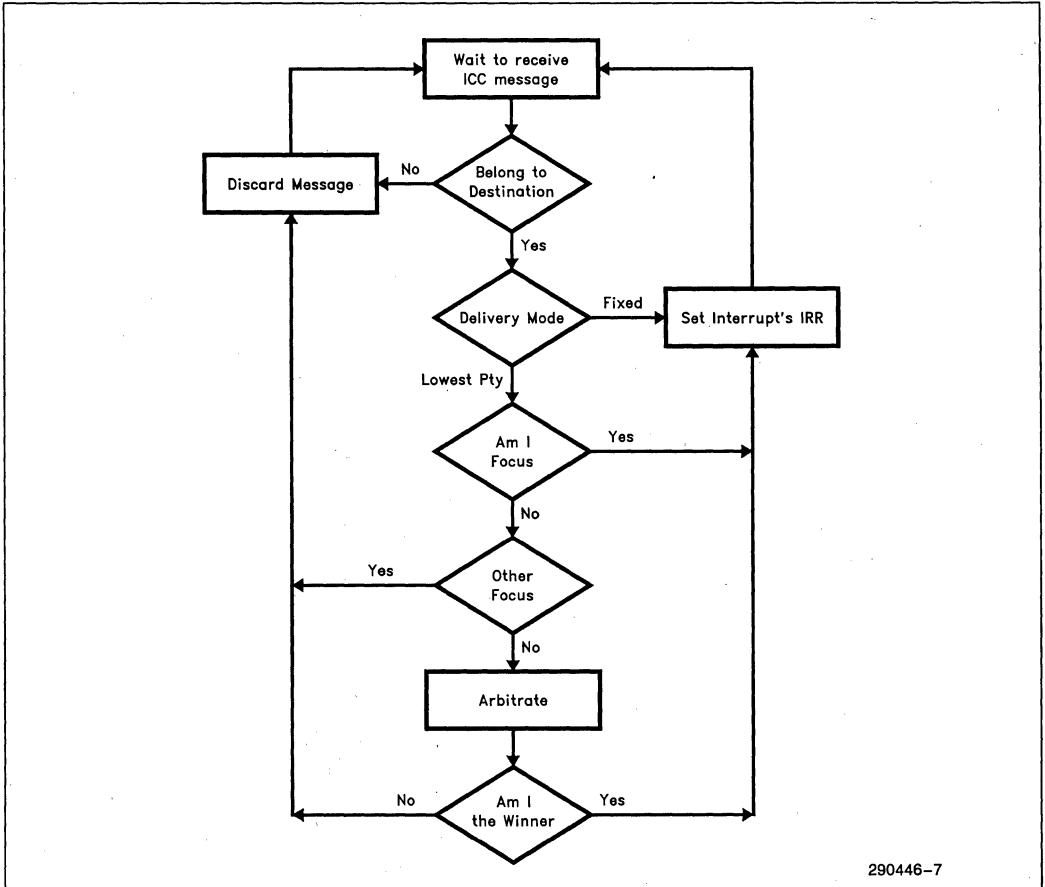 Wait to receive
ICC message
Discard Message
No
Belong to
Destination
Yes
Delivery Mode
Fixed
Set Interrupt's IRR
Lowest Pty
Am I
Focus
Yes
No
Yes
Other
Focus
No
Arbitrate
No
Am I
the Winner
Yes
290446-7